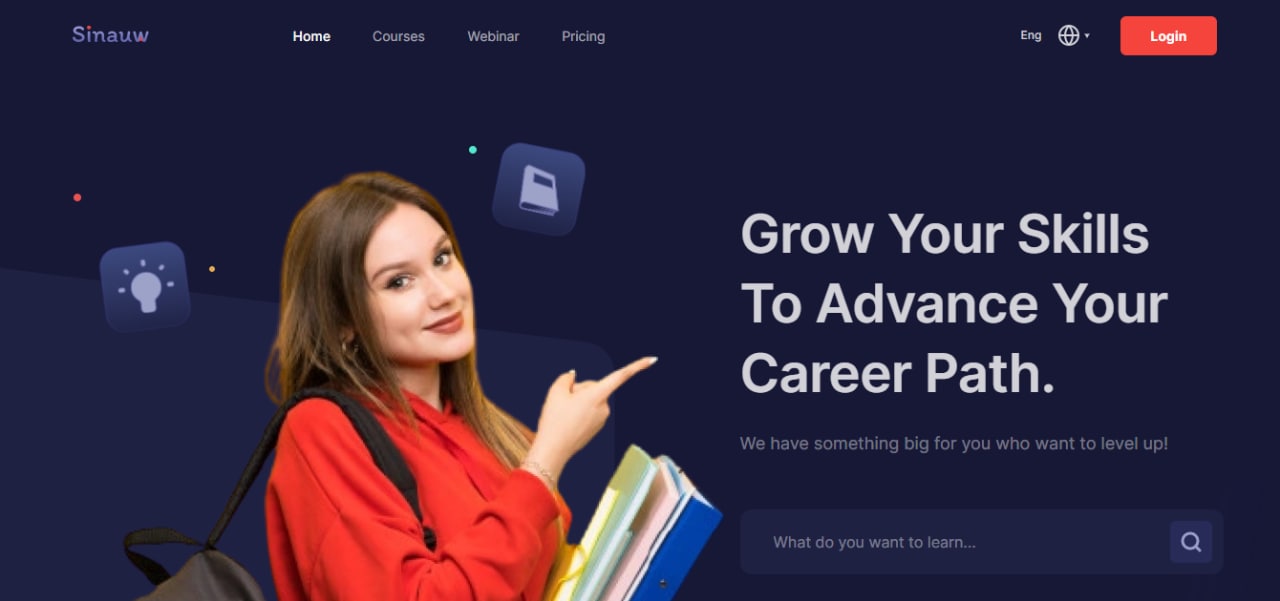 Sinauw
Home
Courses
Webinar
Pricing
Eng
Login
Grow Your Skills
To Advance Your
Career Path.
We have something big for you who want to level up!
What do you want to learn...